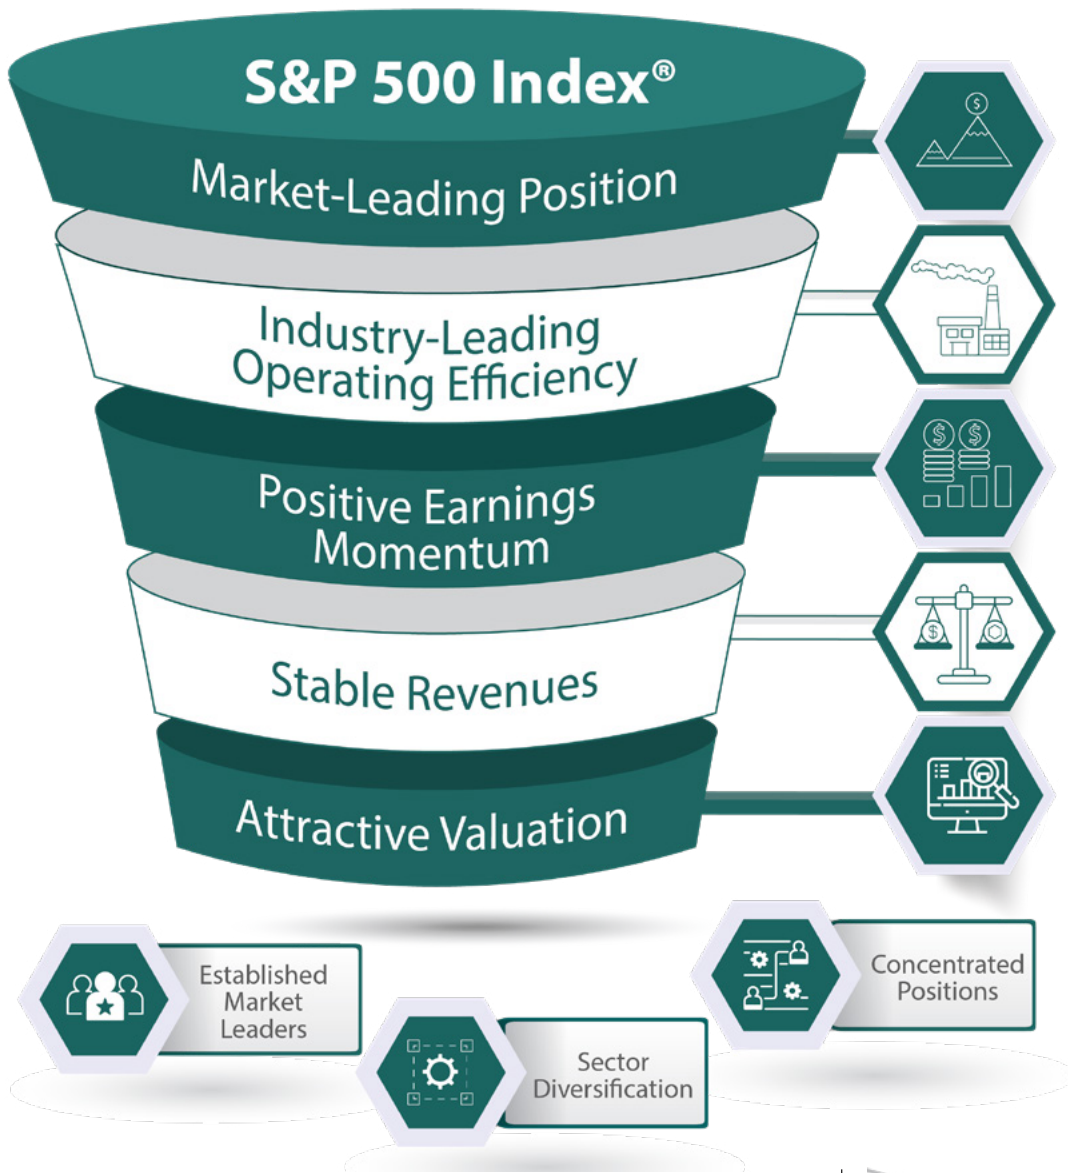 S&P 500 Index®
Market-Leading Position
Industry-Leading
Operating Efficiency
Positive Earnings
Momentum
Stable Revenues
Attractive Valuation
Established
Market
Leaders
Sector
Diversification
Concentrated
Positions